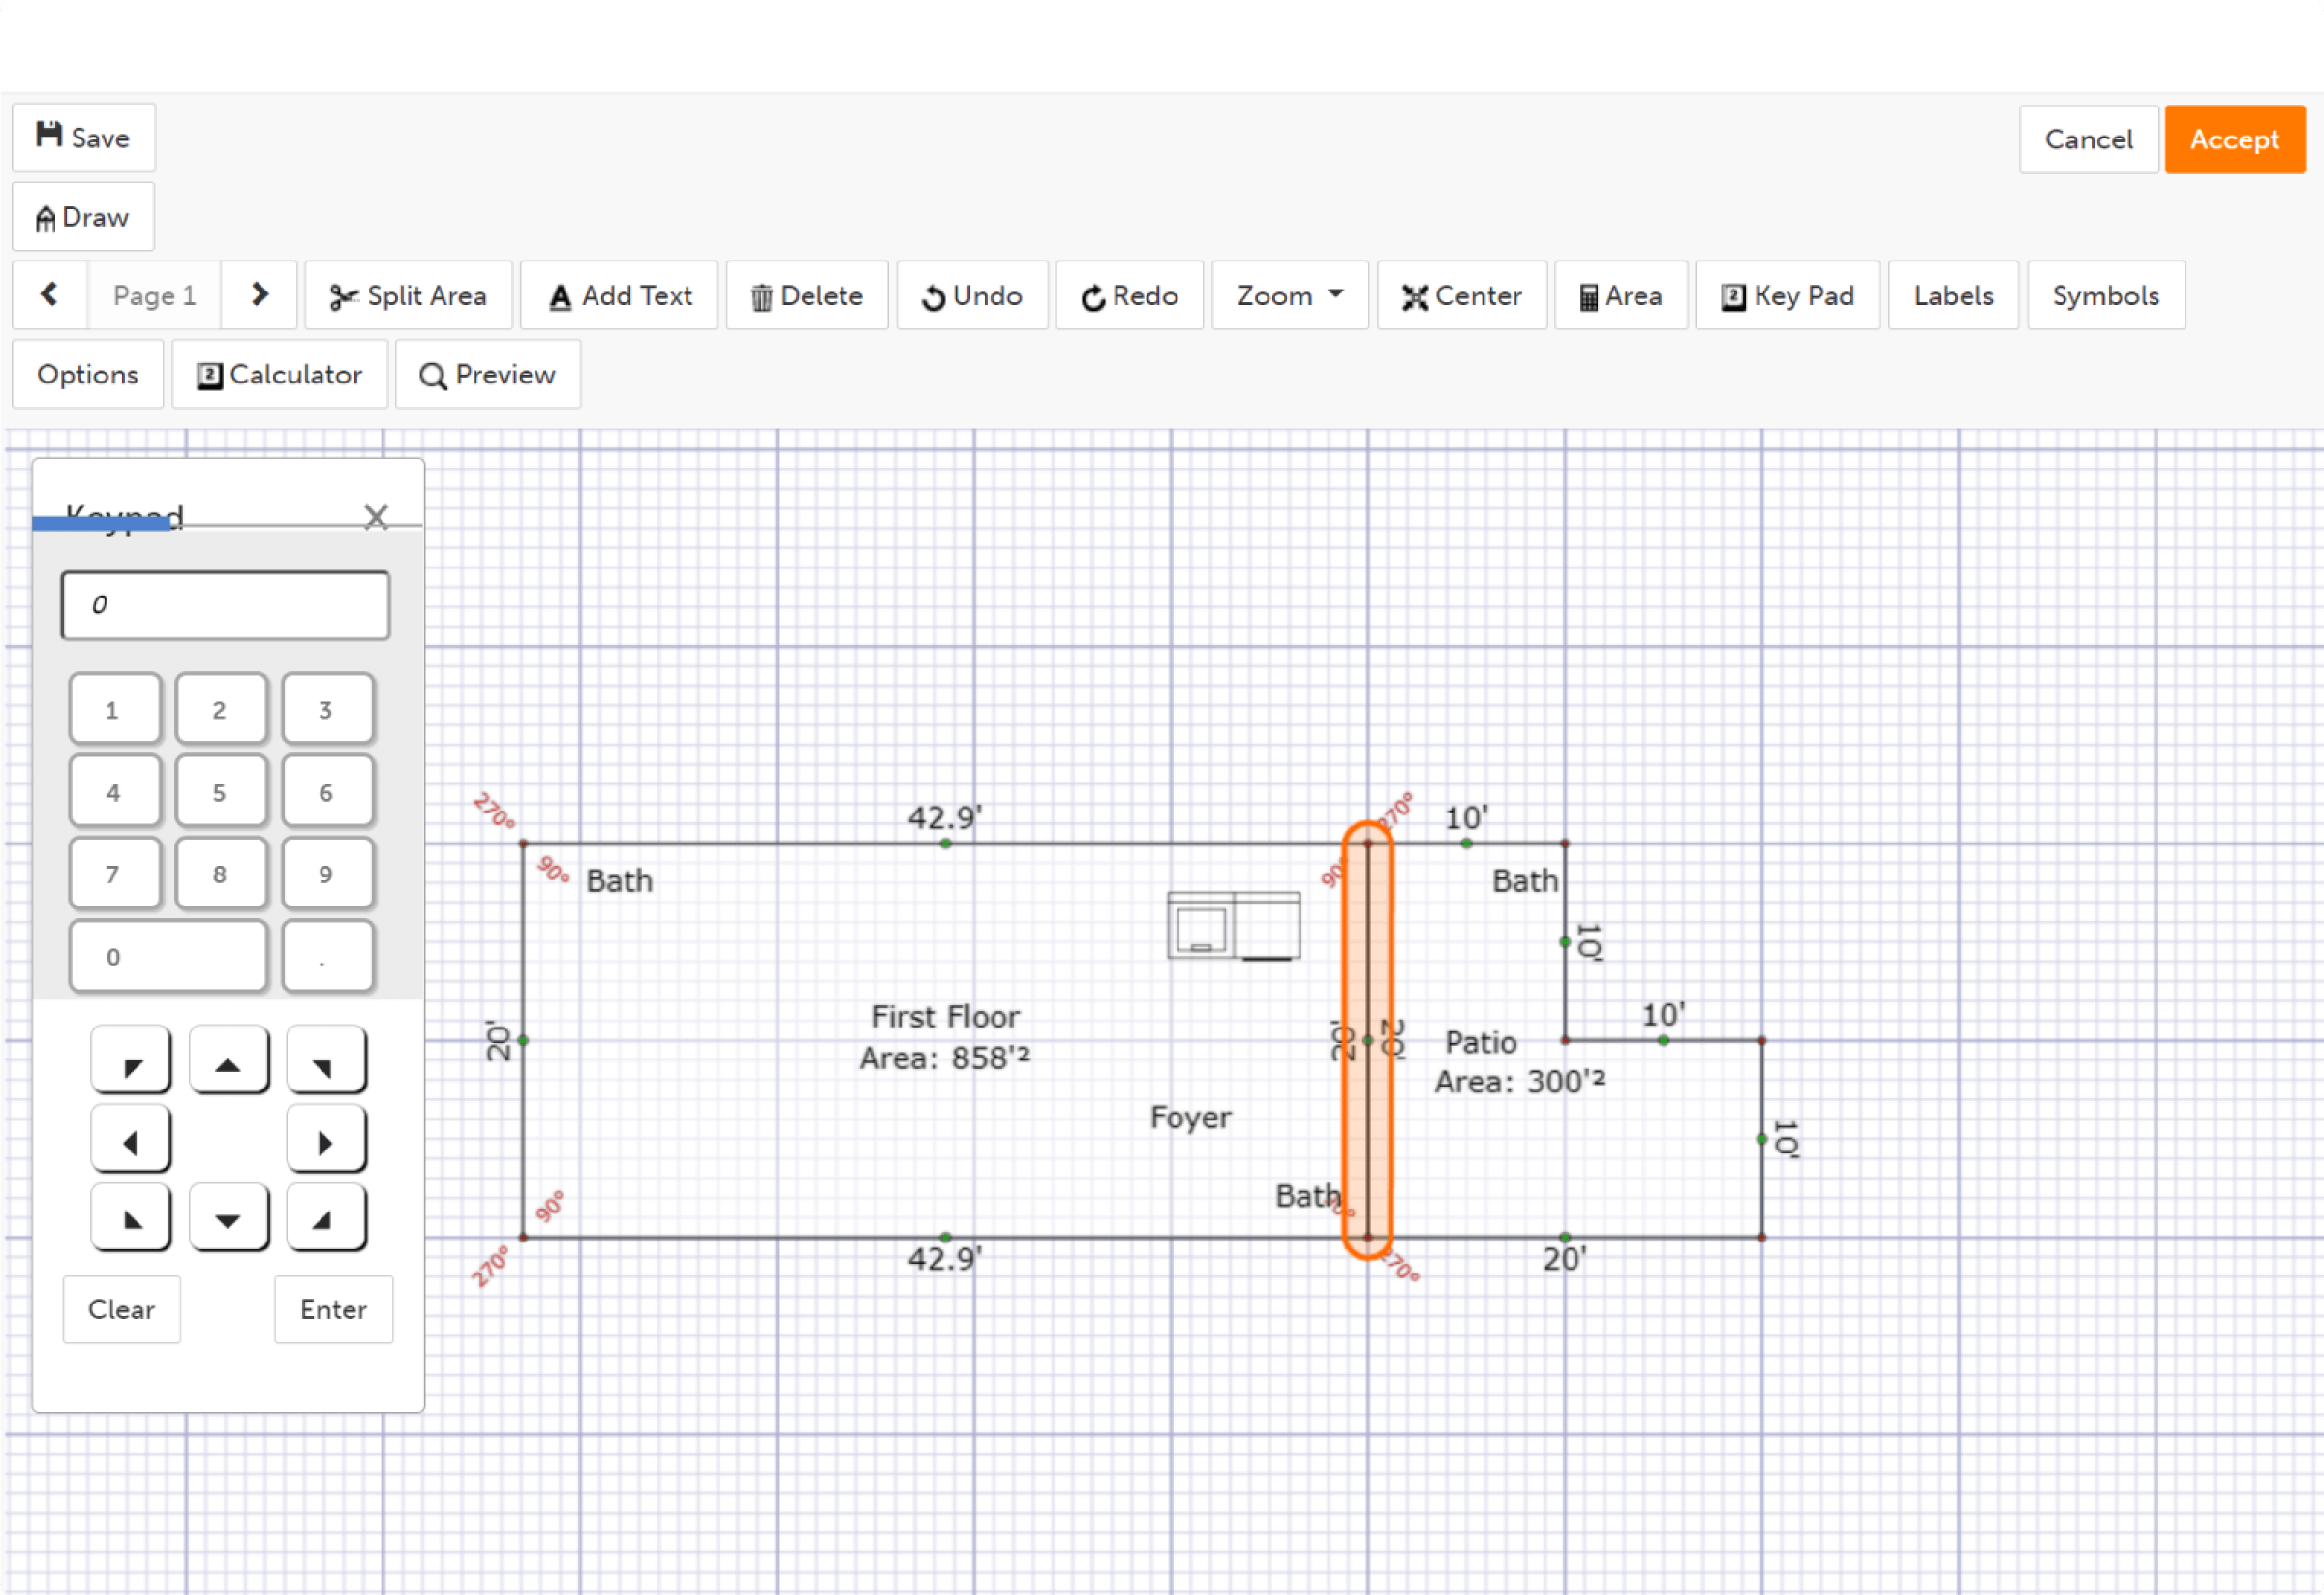 Save
Cancel
Accept
Draw
Page 1
Split Area
Add Text
Delete
Undo
Redo
Zoom
Center
Area
2 Key Pad
Labels
Symbols
Options
2 Calculator
Preview
Keypad
0
1 2 3
4 5 6
7 8 9
0 .
Clear
Enter
270°
42.9'
270°
10'
90°
Bath
90°
Bath
10'
20'
First Floor
Area: 858'²
20'
20'
Patio
Area: 300'²
10'
Foyer
10'
90°
Bath
90°
270°
42.9'
270°
20'